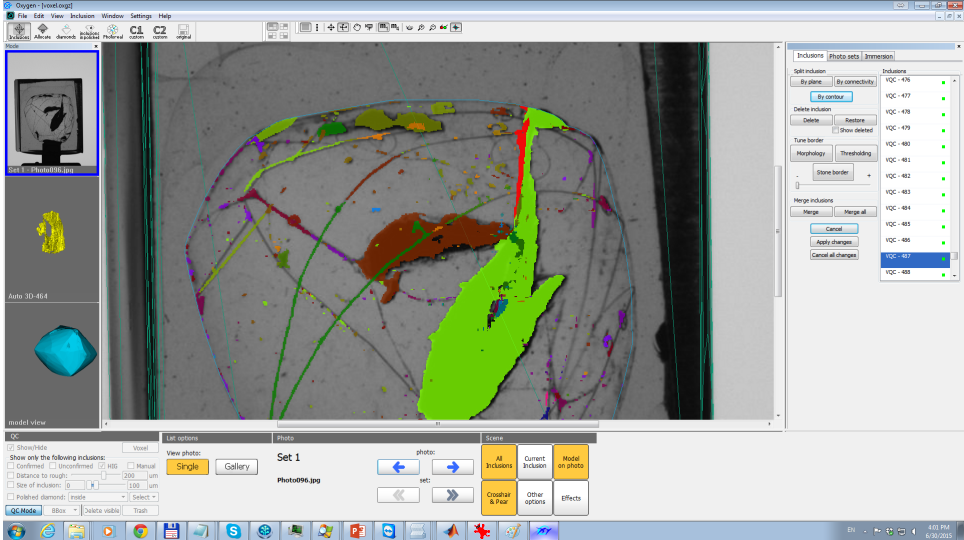 Oxygen - [voxel.oxgz]
File Edit View Inclusion Window Settings Help
Inclusions Allocate diamonds inclusions in polished Photoreal C1 custom C2 custom original
Mode
Set 1 - Photo096.jpg
Auto 3D-464
model view
Inclusions Photo sets Immersion
Split inclusion
By plane By connectivity
By contour
Delete inclusion
Delete Restore
Show deleted
Tune border
Morphology Thresholding
- Stone border +
Merge inclusions
Merge Merge all
Cancel
Apply changes
Cancel all changes
Inclusions
VQC - 476
VQC - 477
VQC - 478
VQC - 479
VQC - 480
VQC - 481
VQC - 482
VQC - 483
VQC - 484
VQC - 485
VQC - 486
VQC - 487
VQC - 488
QC
Show/Hide Voxel
Show only the following inclusions:
Confirmed Unconfirmed HIG Manual
Distance to rough: 200 um
Size of inclusion: 0 100 um
Polished diamond: Inside Select
QC Mode BBox Delete visible Trash
List options
View photo:
Single Gallery
Photo
Set 1
Photo096.jpg
photo:
set:
Scene
All Inclusions Current Inclusion Model on photo
Crosshair & Pear Other options Effects
EN 4:01 PM
6/30/2015